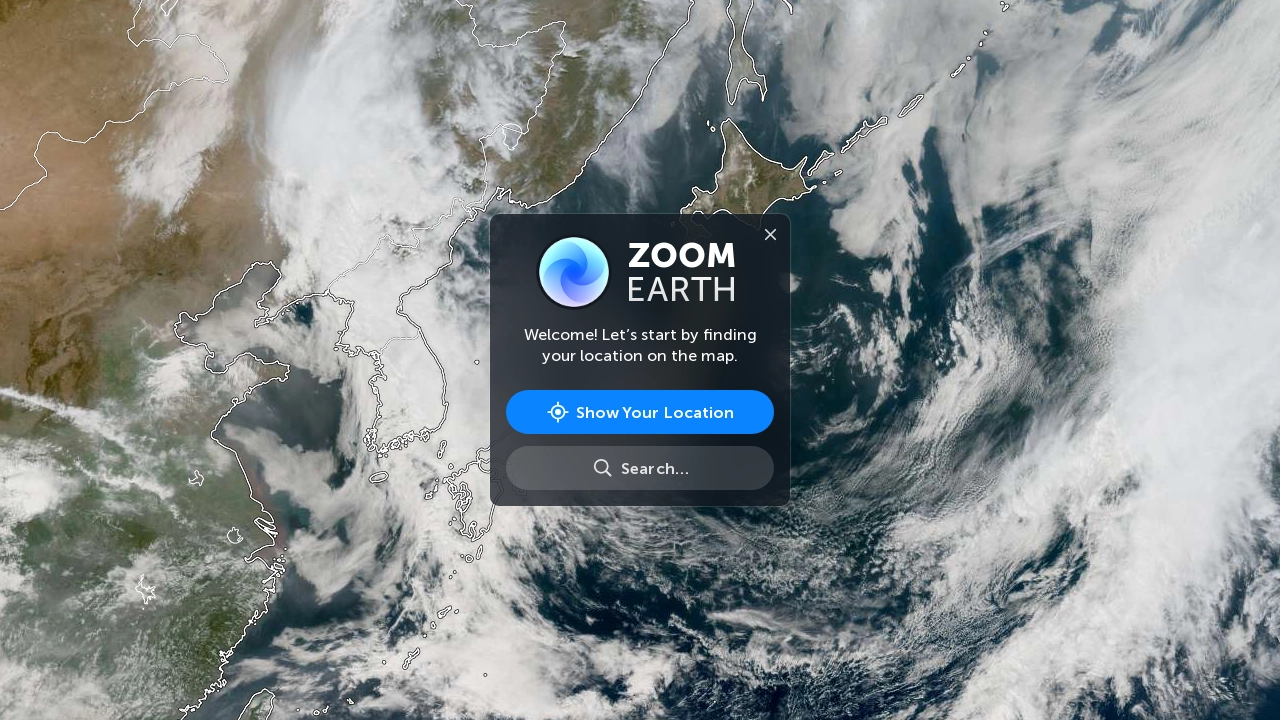 ZOOM
EARTH
Welcome! Let’s start by finding
your location on the map.
Show Your Location
Search...